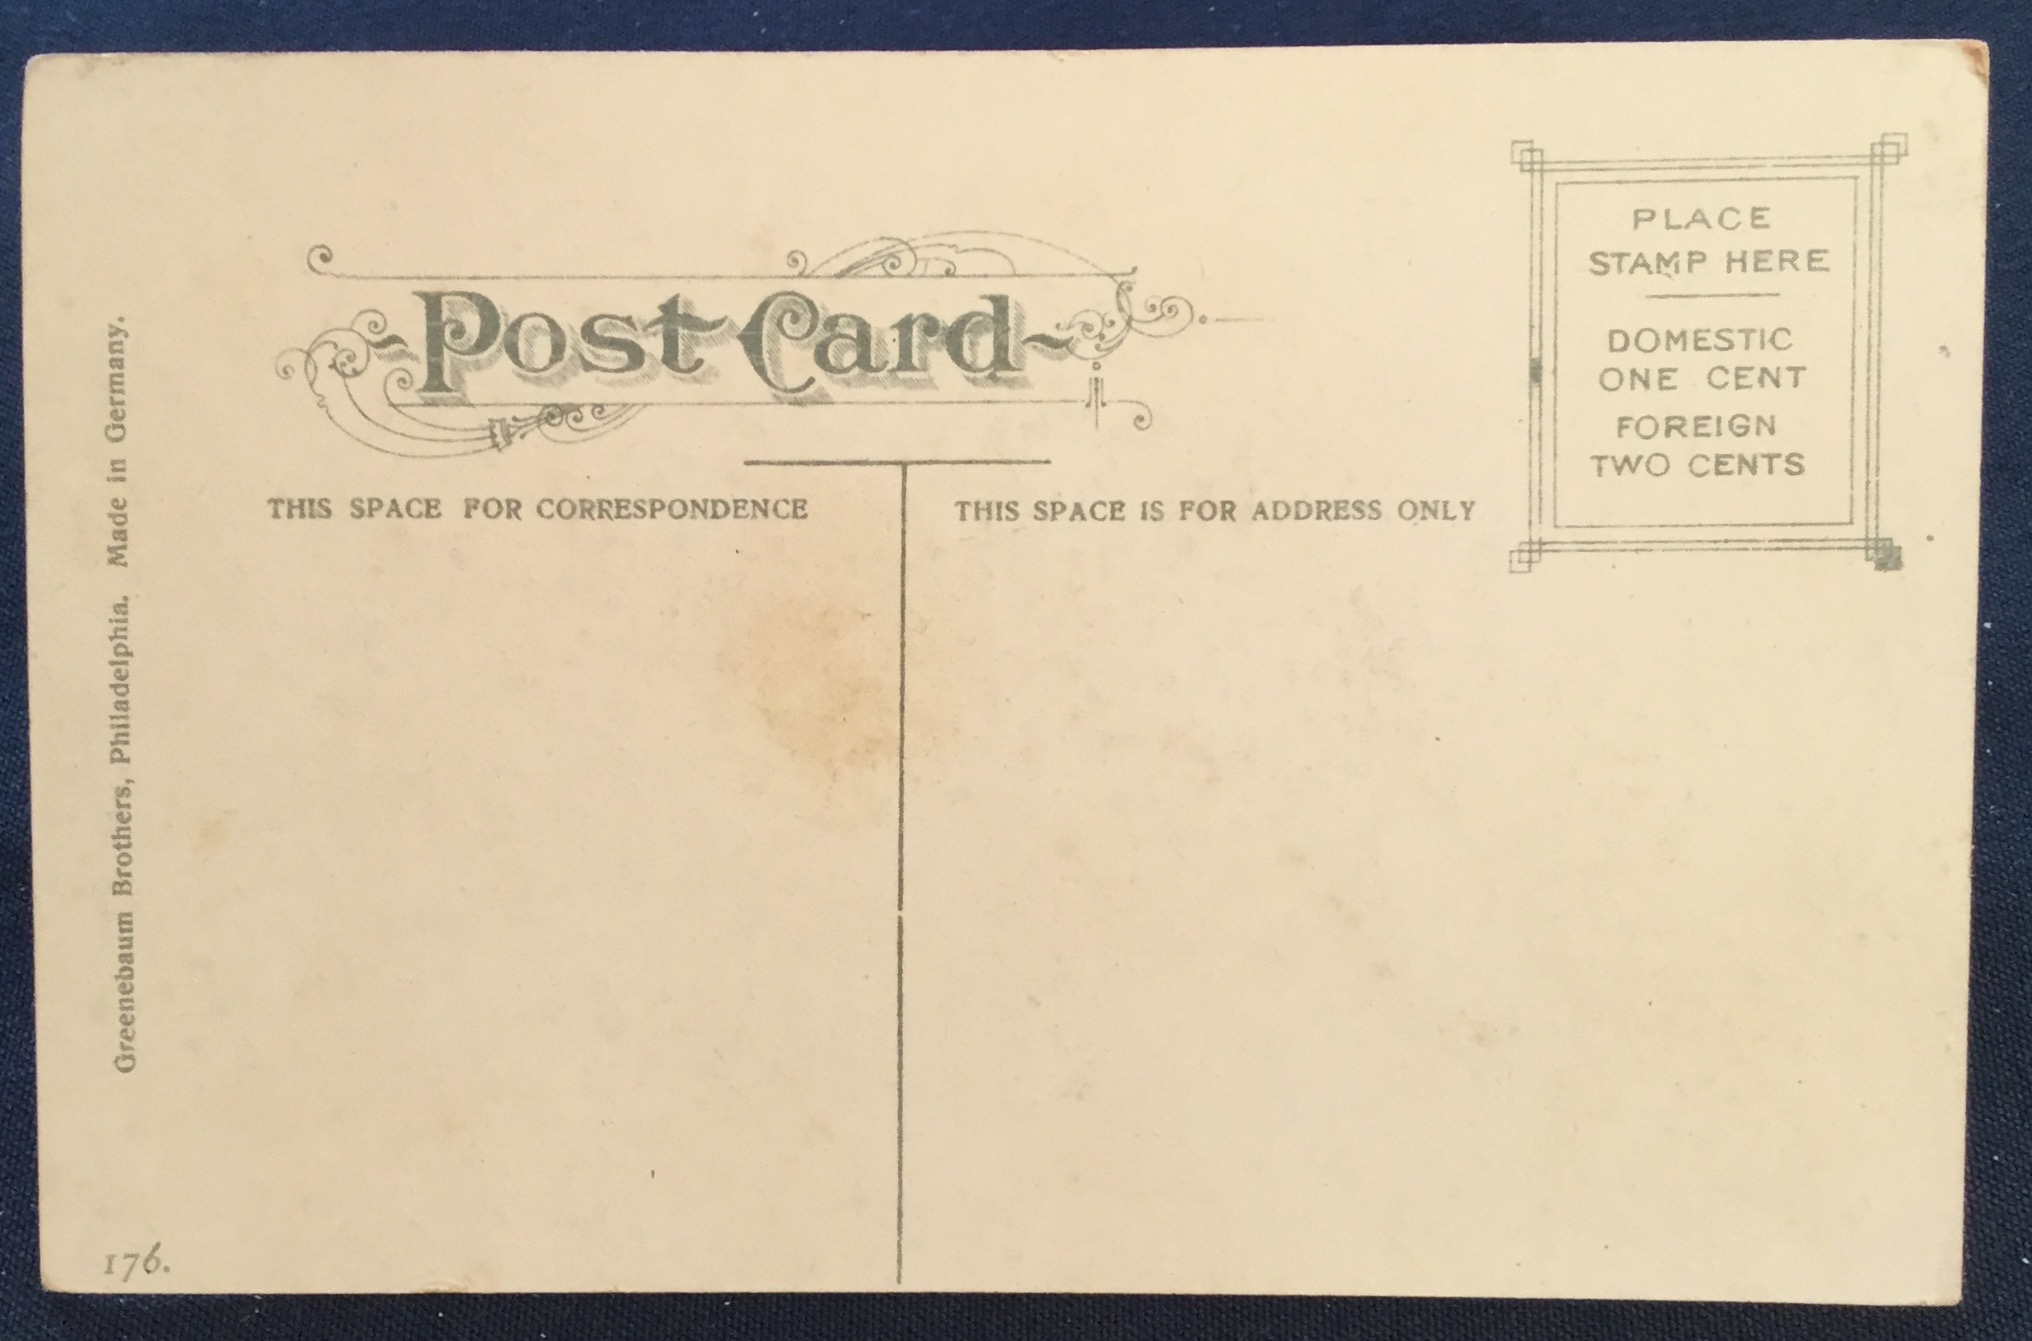 Post Card
PLACE
STAMP HERE
DOMESTIC
ONE CENT
FOREIGN
TWO CENTS
THIS SPACE FOR CORRESPONDENCE
THIS SPACE IS FOR ADDRESS ONLY
Greenebaum Brothers, Philadelphia. Made in Germany.
176.